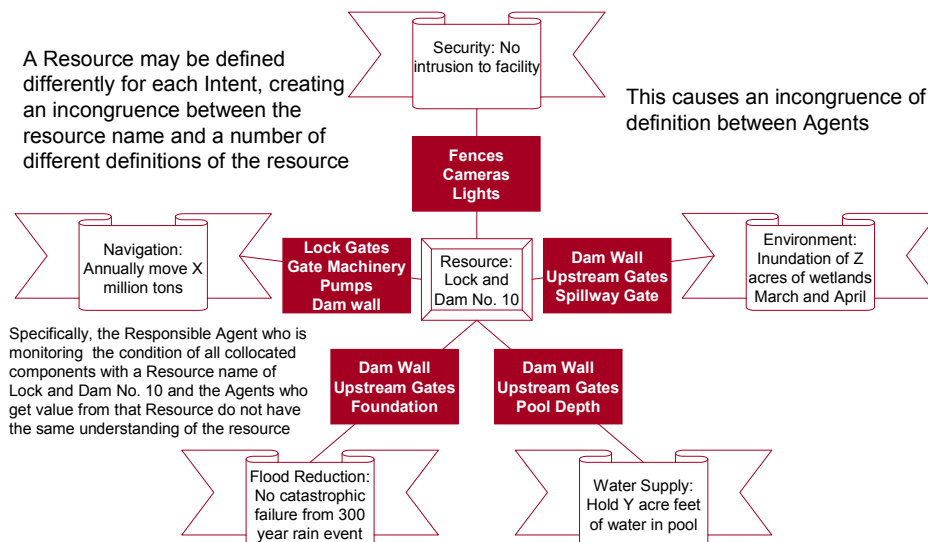 A Resource may be defined
differently for each Intent, creating
an incongruence between the
resource name and a number of
different definitions of the resource
Security: No
intrusion to facility
This causes an incongruence of
definition between Agents
Fences
Cameras
Lights
Navigation:
Annually move X
million tons
Lock Gates
Gate Machinery
Pumps
Dam wall
Resource:
Lock and
Dam No. 10
Dam Wall
Upstream Gates
Spillway Gate
Environment:
Inundation of Z
acres of wetlands
March and April
Specifically, the Responsible Agent who is
monitoring the condition of all collocated
components with a Resource name of
Lock and Dam No. 10 and the Agents who
get value from that Resource do not have
the same understanding of the resource
Dam Wall
Upstream Gates
Foundation
Dam Wall
Upstream Gates
Pool Depth
Flood Reduction:
No catastrophic
failure from 300
year rain event
Water Supply:
Hold Y acre feet
of water in pool